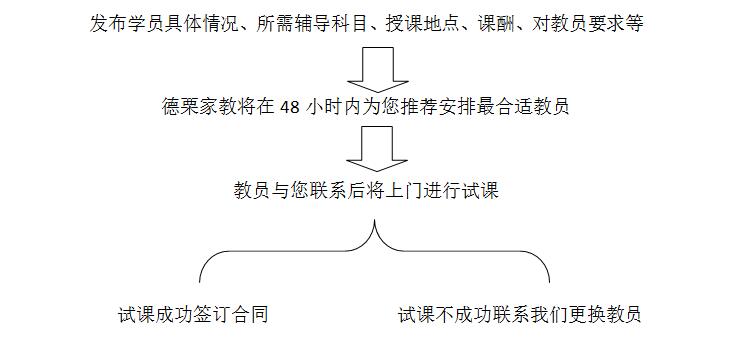 发布学员具体情况、所需辅导科目、授课地点、课酬、对教员要求等
德栗家教将在 48 小时内为您推荐安排最合适教员
教员与您联系后将上门进行试课
试课成功签订合同
试课不成功联系我们更换教员